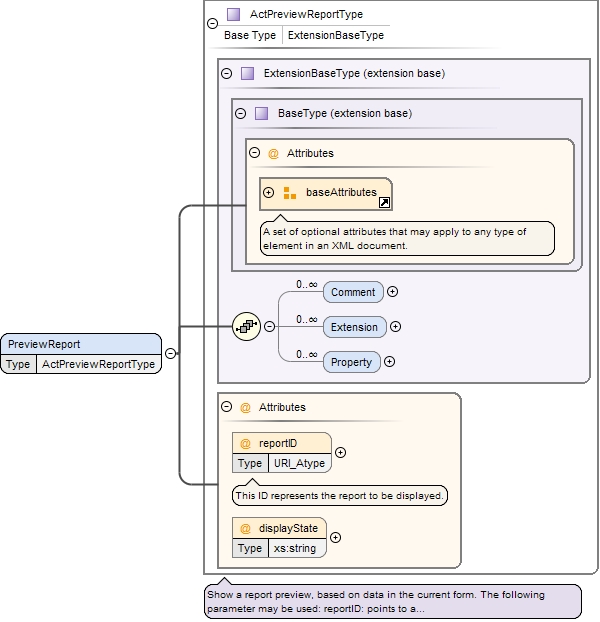 ActPreviewReportType
Base Type ExtensionBaseType
ExtensionBaseType (extension base)
BaseType (extension base)
@ Attributes
baseAttributes
A set of optional attributes that may apply to any type of
element in an XML document.
0..∞
Comment
0..∞
Extension
0..∞
Property
PreviewReport
Type ActPreviewReportType
@ Attributes
@ reportID
Type URI_Atype
This ID represents the report to be displayed.
@ displayState
Type xs:string
Show a report preview, based on data in the current form. The following
parameter may be used: reportID: points to a...